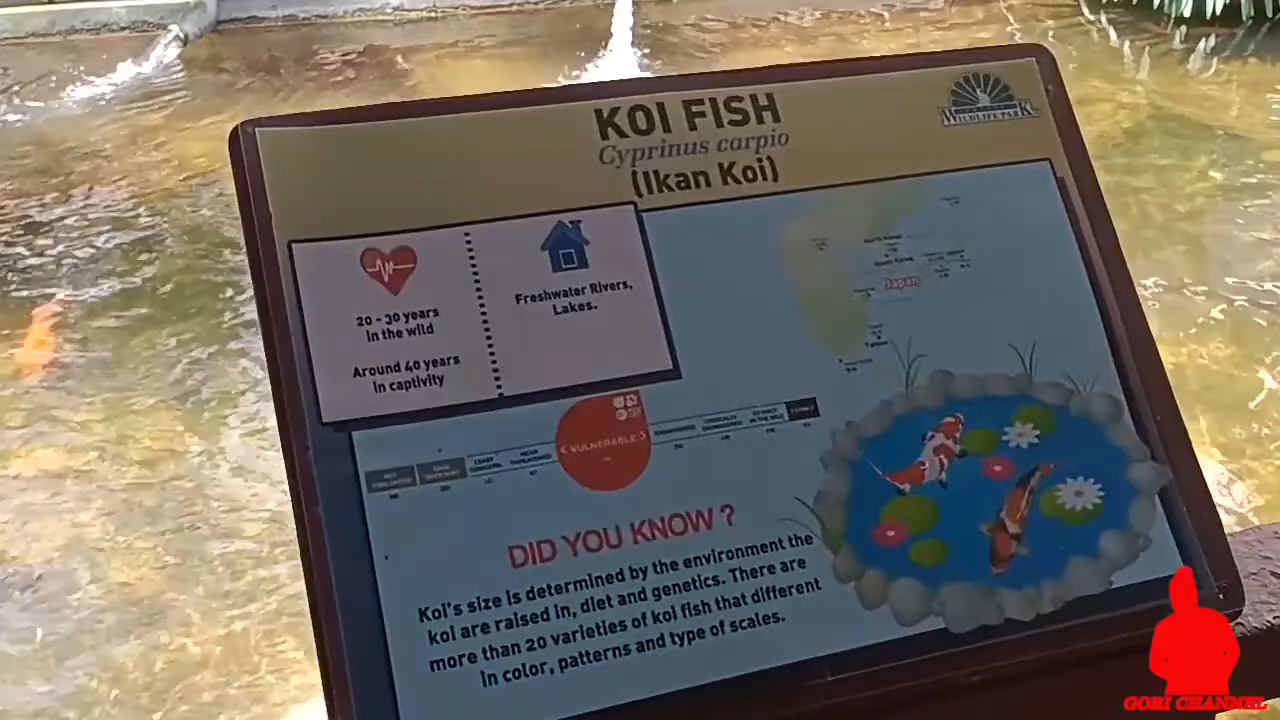 KOI FISH
Cyprinus carpio
(Ikan Koi)
WILDLIFE PARK
20 - 30 years
in the wild
Around 40 years
in captivity
Freshwater Rivers,
Lakes.
Japan
VULNERABLE
DID YOU KNOW ?
Koi's size is determined by the environment the
koi are raised in, diet and genetics. There are
more than 20 varieties of koi fish that different
in color, patterns and type of scales.
GOBI CHANNEL